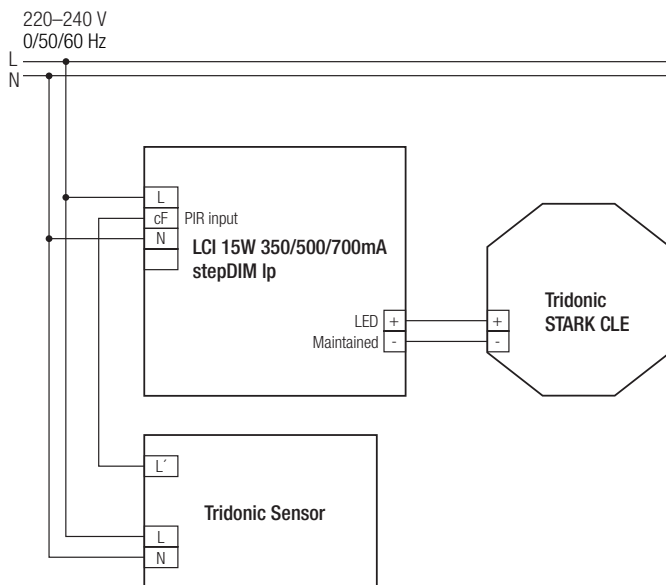 220–240 V
0/50/60 Hz
L
N
L
cF PIR input
N
LCI 15W 350/500/700mA
stepDIM lp
LED + +
Maintained - -
Tridonic
STARK CLE
L´
Tridonic Sensor
L
N